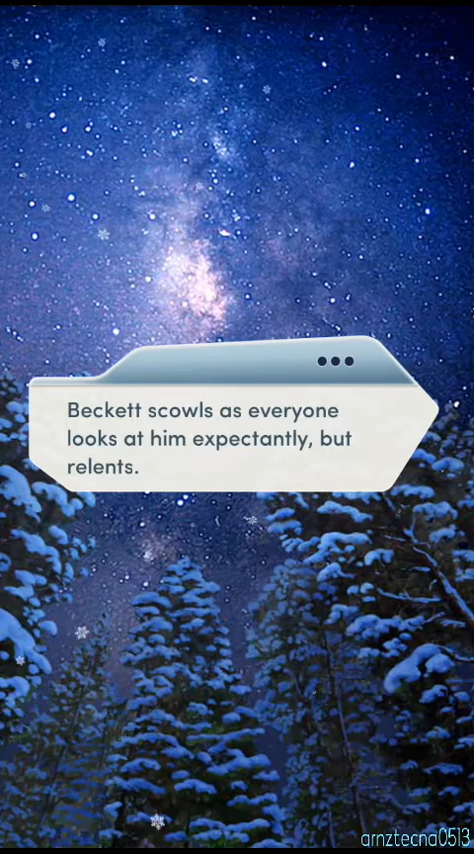 Beckett scowls as everyone
looks at him expectantly, but
relents.
arnztecna0513